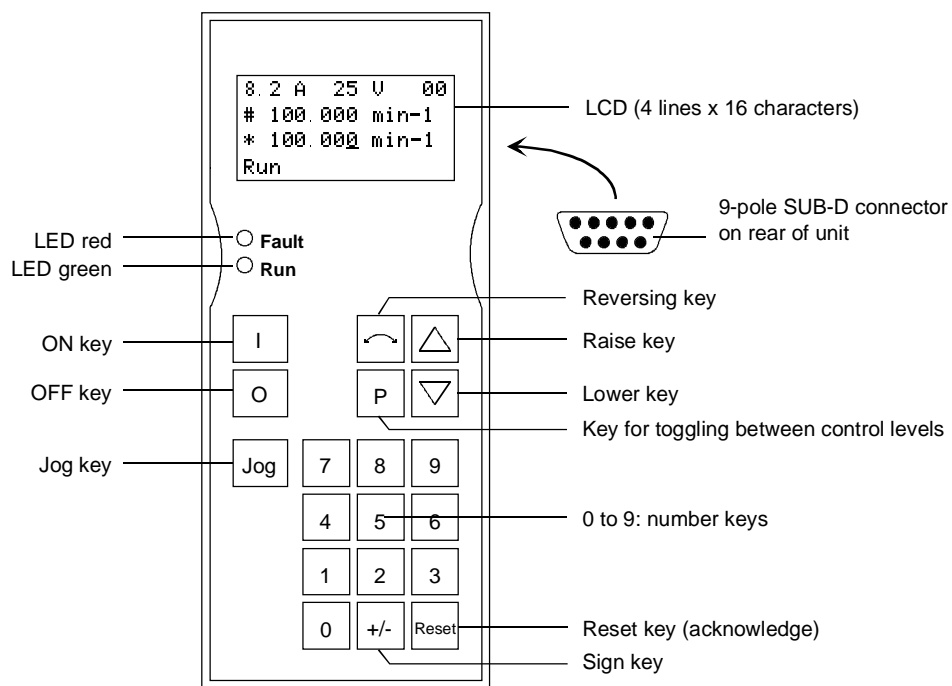 8.2 A 25 V 00
# 100.000 min-1
* 100.000 min-1
Run
LCD (4 lines x 16 characters)
9-pole SUB-D connector
on rear of unit
LED red
Fault
LED green
Run
Reversing key
ON key
I
Raise key
OFF key
O
P
Lower key
Key for toggling between control levels
Jog key
Jog
7 8 9
4 5 6
0 to 9: number keys
1 2 3
0 +/- Reset
Reset key (acknowledge)
Sign key